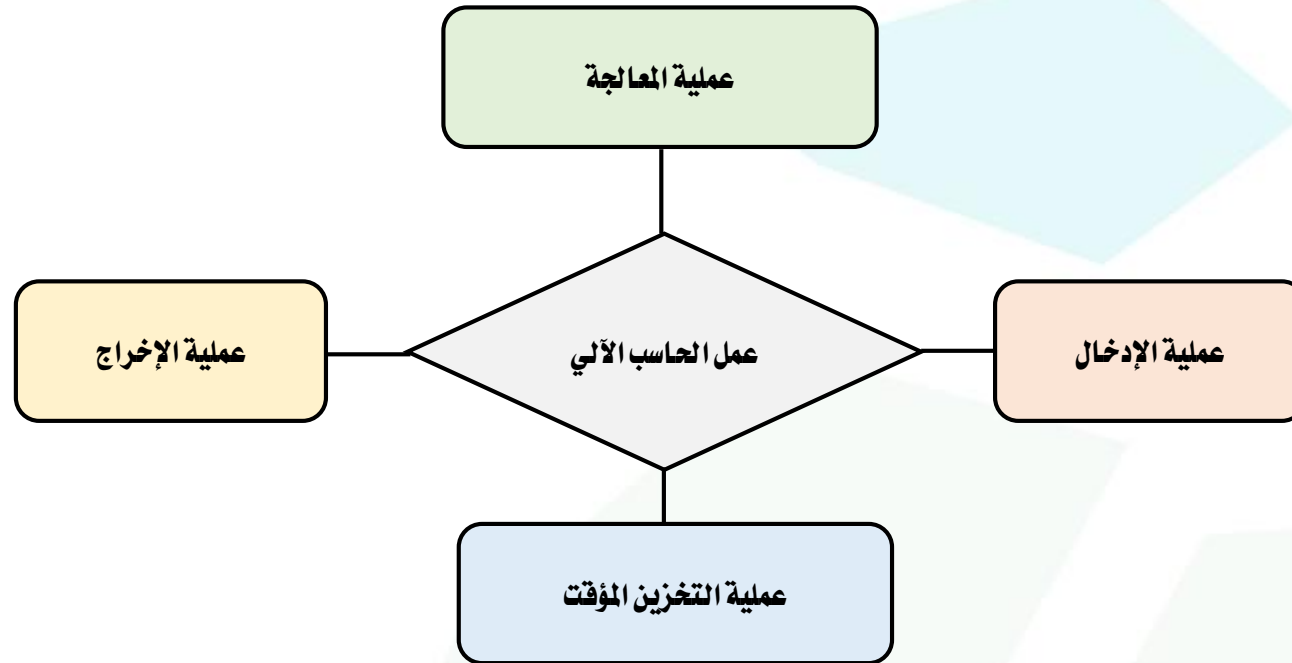 عملية المعالجة
عملية الإدخال
عمل الحاسب الآلي
عملية الإخراج
عملية التخزين المؤقت